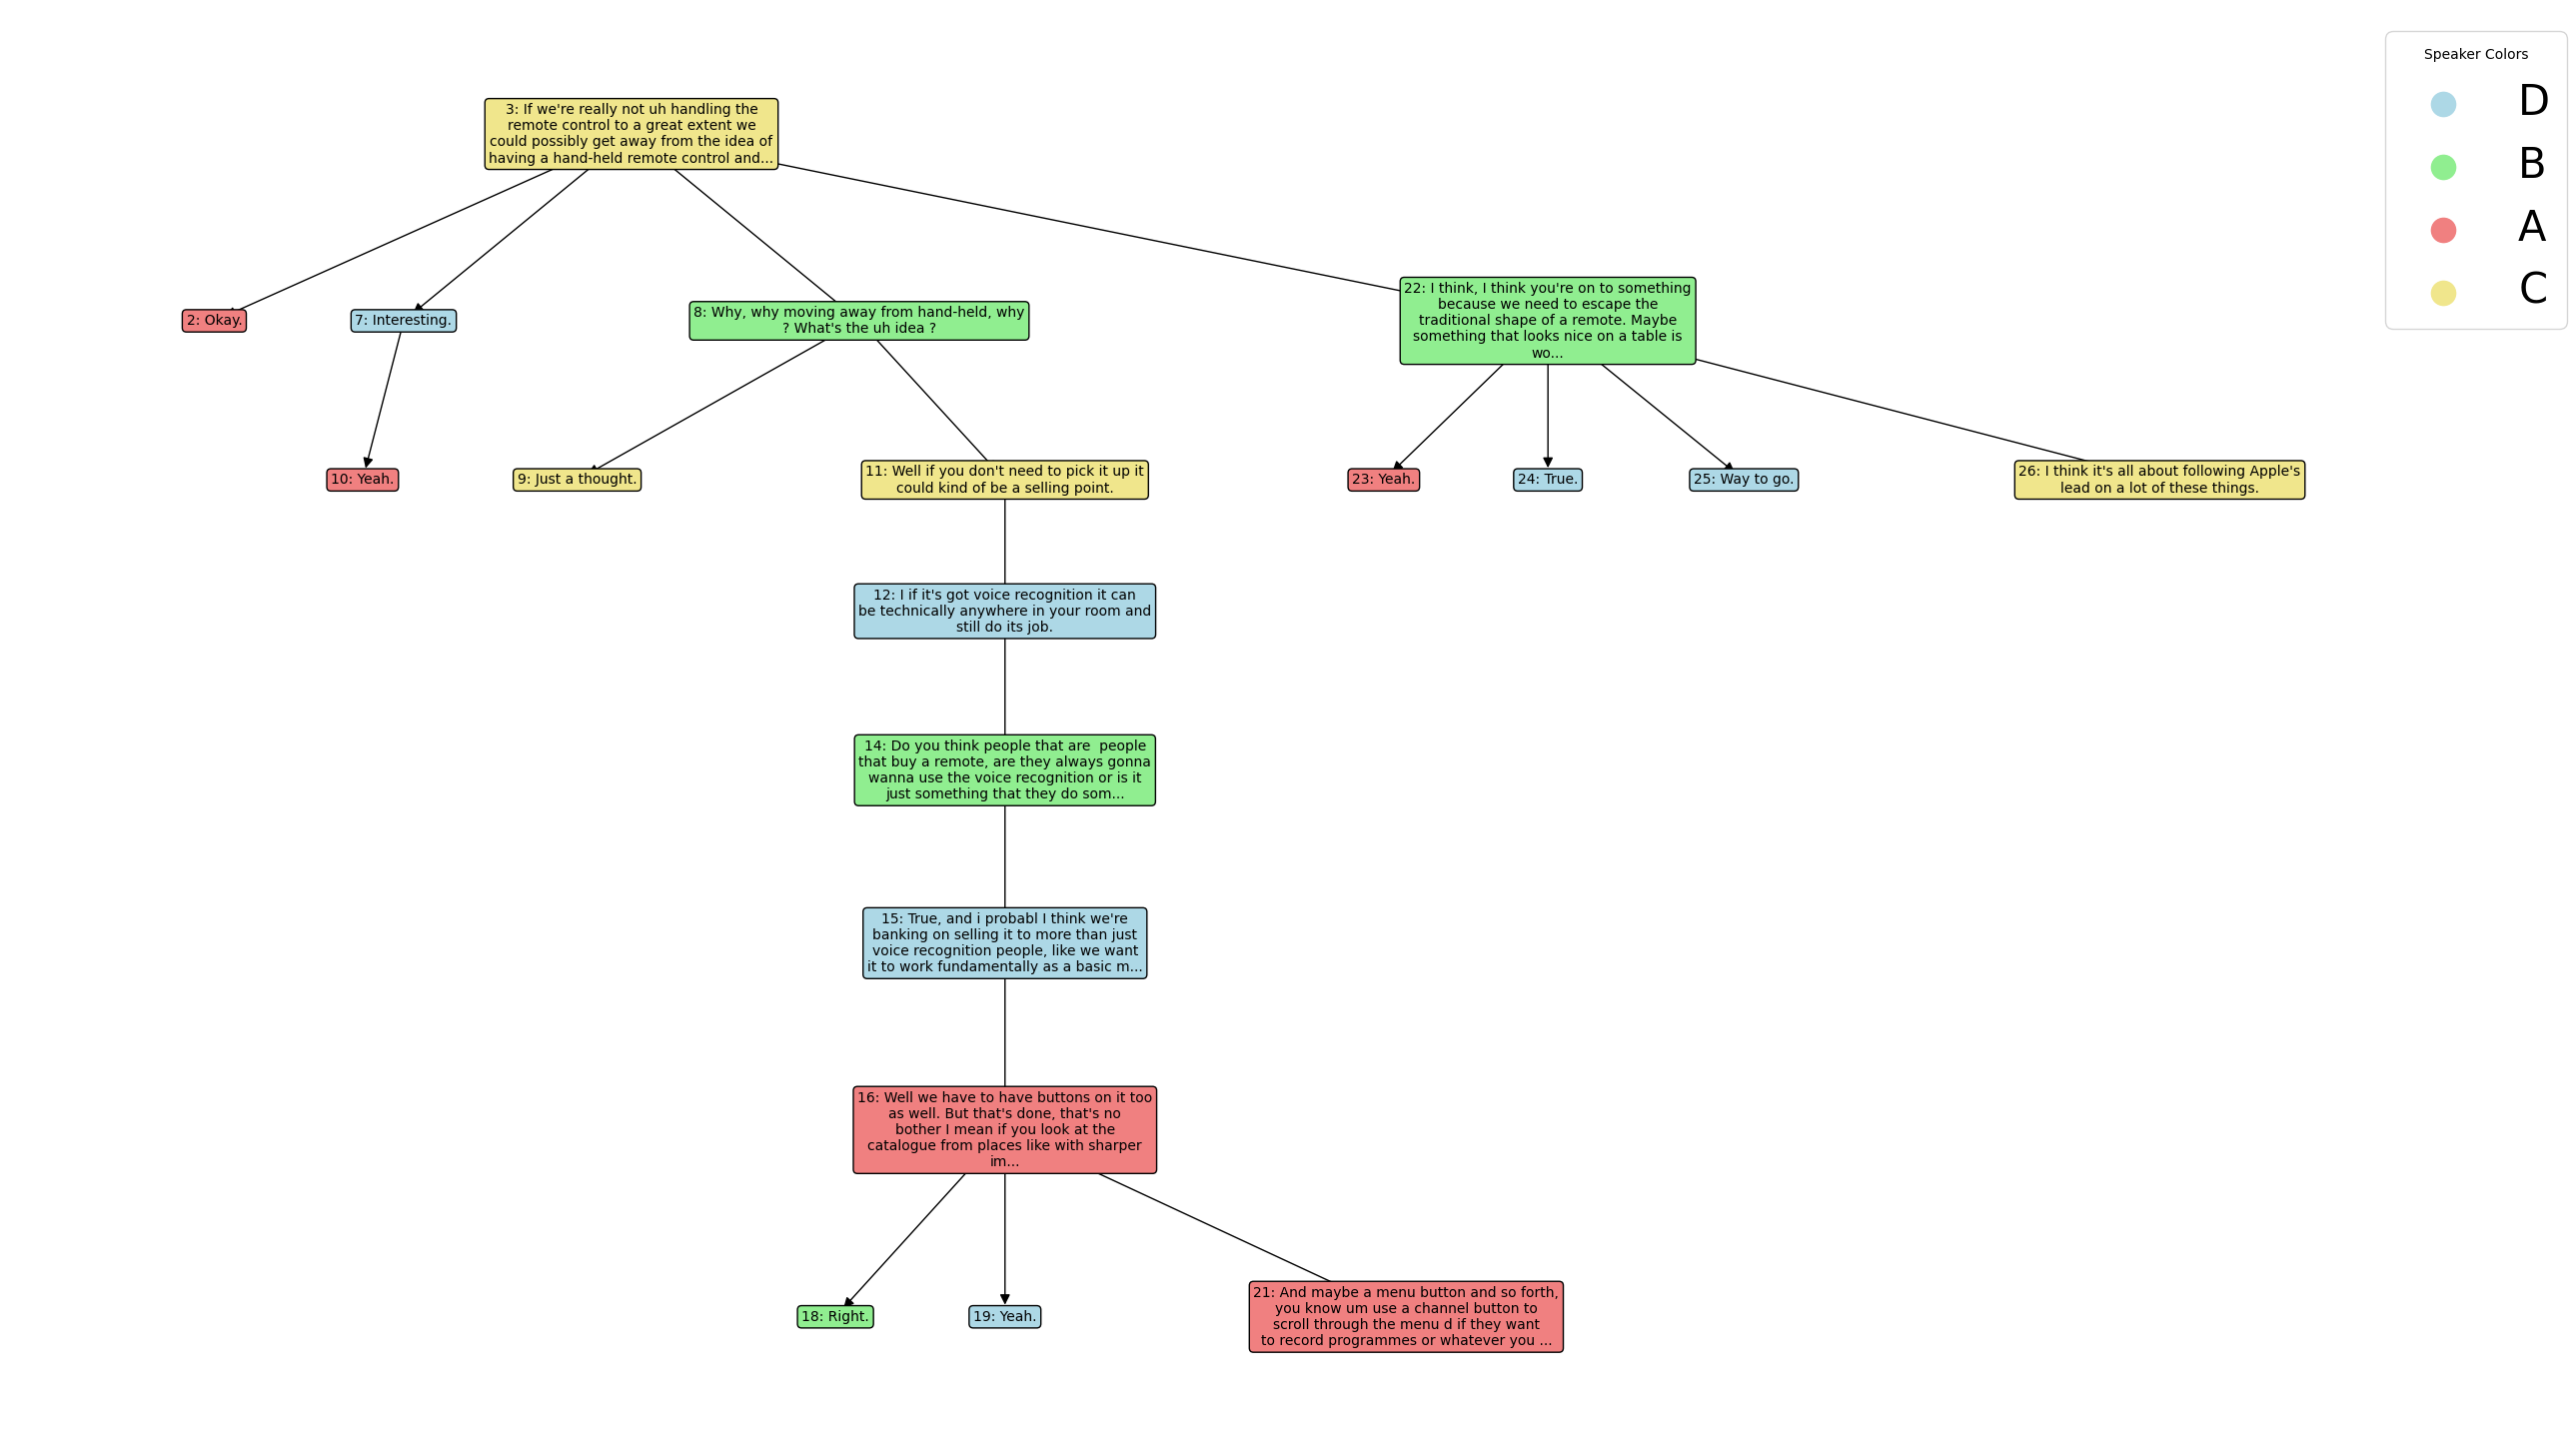 Speaker Colors
D
B
A
C
3: If we're really not uh handling the
remote control to a great extent we
could possibly get away from the idea of
having a hand-held remote control and...
2: Okay.
7: Interesting.
8: Why, why moving away from hand-held, why
? What's the uh idea ?
22: I think, I think you're on to something
because we need to escape the
traditional shape of a remote. Maybe
something that looks nice on a table is
wo...
10: Yeah.
9: Just a thought.
11: Well if you don't need to pick it up it
could kind of be a selling point.
23: Yeah.
24: True.
25: Way to go.
26: I think it's all about following Apple's
lead on a lot of these things.
12: I if it's got voice recognition it can
be technically anywhere in your room and
still do its job.
14: Do you think people that are  people
that buy a remote, are they always gonna
wanna use the voice recognition or is it
just something that they do som...
15: True, and i probabl I think we're
banking on selling it to more than just
voice recognition people, like we want
it to work fundamentally as a basic m...
16: Well we have to have buttons on it too
as well. But that's done, that's no
bother I mean if you look at the
catalogue from places like with sharper
im...
18: Right.
19: Yeah.
21: And maybe a menu button and so forth,
you know um use a channel button to
scroll through the menu d if they want
to record programmes or whatever you ...